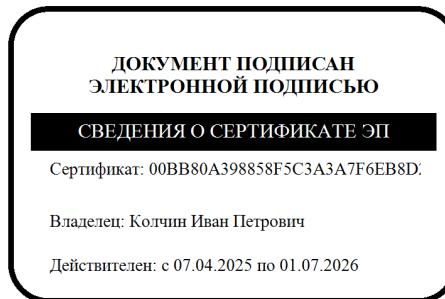 ДОКУМЕНТ ПОДПИСАН
ЭЛЕКТРОННОЙ ПОДПИСЬЮ
СВЕДЕНИЯ О СЕРТИФИКАТЕ ЭП
Сертификат: 00BB80A398858F5C3A3A7F6EB8D
Владелец: Колчин Иван Петрович
Действителен: с 07.04.2025 по 01.07.2026